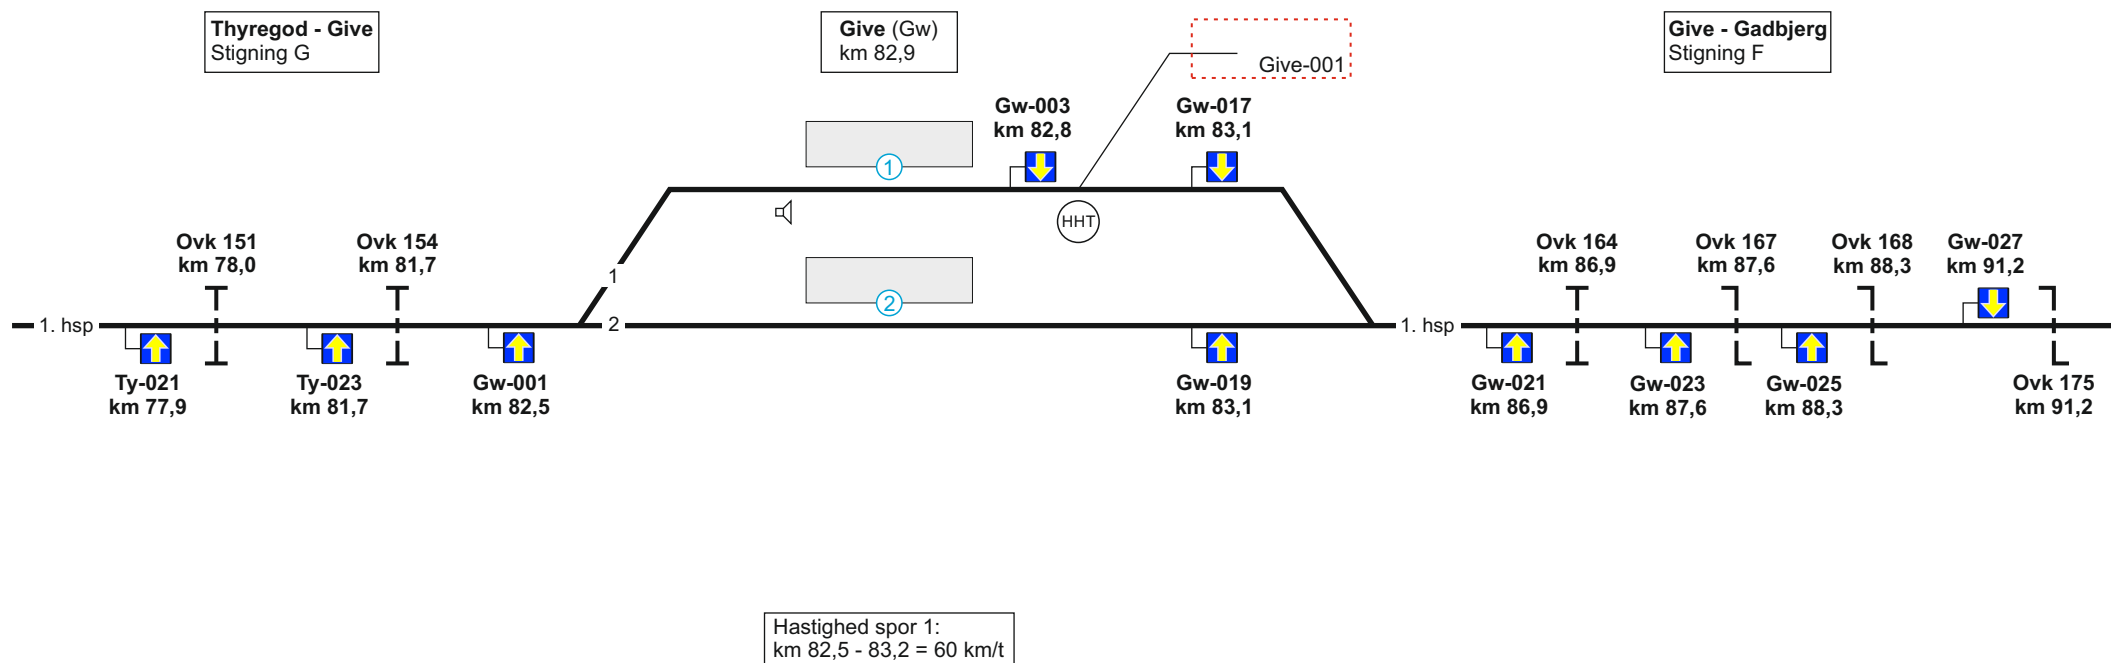 Thyregod - Give
Stigning G
Give (Gw)
km 82,9
Give-001
Give - Gadbjerg
Stigning F
Gw-003
km 82,8
Gw-017
km 83,1
1
HHT
Ovk 151
km 78,0
Ovk 154
km 81,7
1
2
Ovk 164
km 86,9
Ovk 167
km 87,6
Ovk 168
km 88,3
Gw-027
km 91,2
1. hsp
2
1. hsp
Ty-021
km 77,9
Ty-023
km 81,7
Gw-001
km 82,5
Gw-019
km 83,1
Gw-021
km 86,9
Gw-023
km 87,6
Gw-025
km 88,3
Ovk 175
km 91,2
Hastighed spor 1:
km 82,5 - 83,2 = 60 km/t